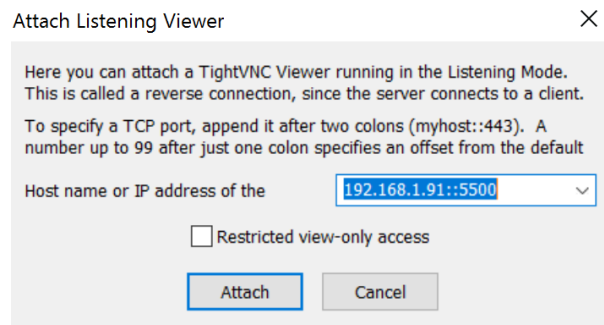 Attach Listening Viewer
Here you can attach a TightVNC Viewer running in the Listening Mode.
This is called a reverse connection, since the server connects to a client.
To specify a TCP port, append it after two colons (myhost::443). A
number up to 99 after just one colon specifies an offset from the default
Host name or IP address of the
192.168.1.91::5500
Restricted view-only access
Attach
Cancel